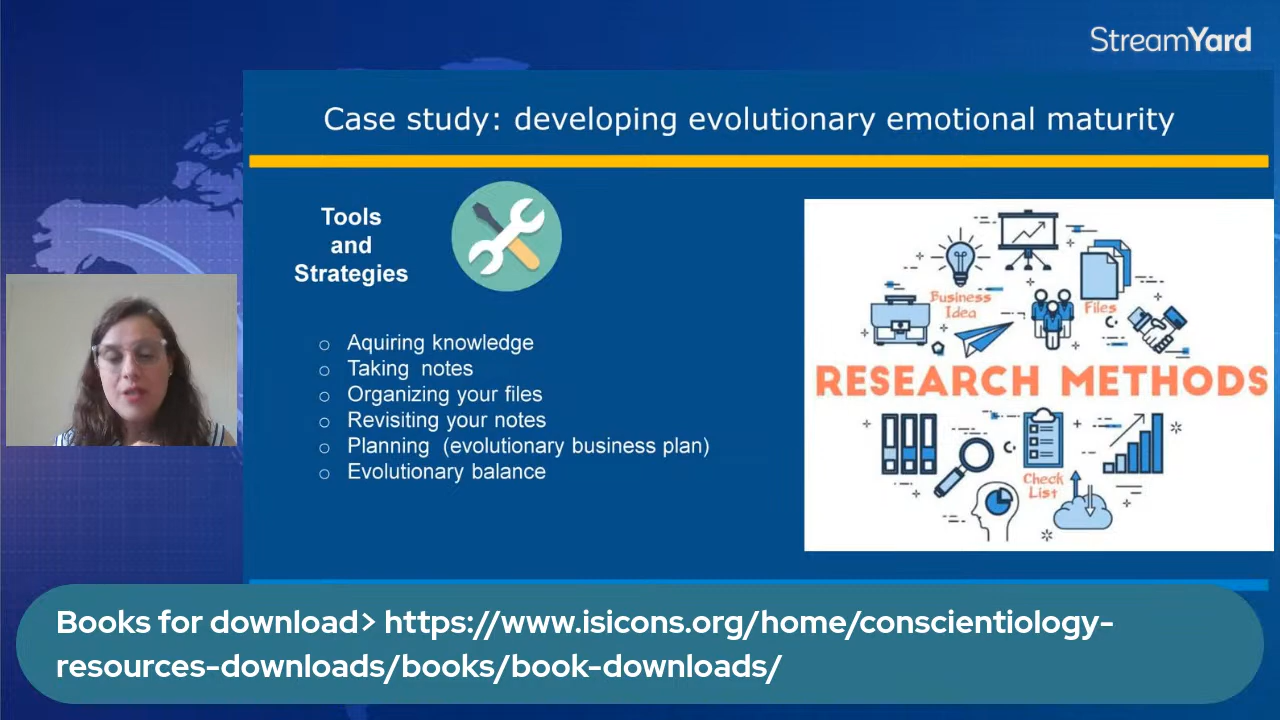 StreamYard
Case study: developing evolutionary emotional maturity
Tools
and
Strategies
Aquiring knowledge
Taking notes
Organizing your files
Revisiting your notes
Planning (evolutionary business plan)
Evolutionary balance
Business
Idea
Files
RESEARCH METHODS
Check
List
Books for download> https://www.isicons.org/home/conscientiology-
resources-downloads/books/book-downloads/